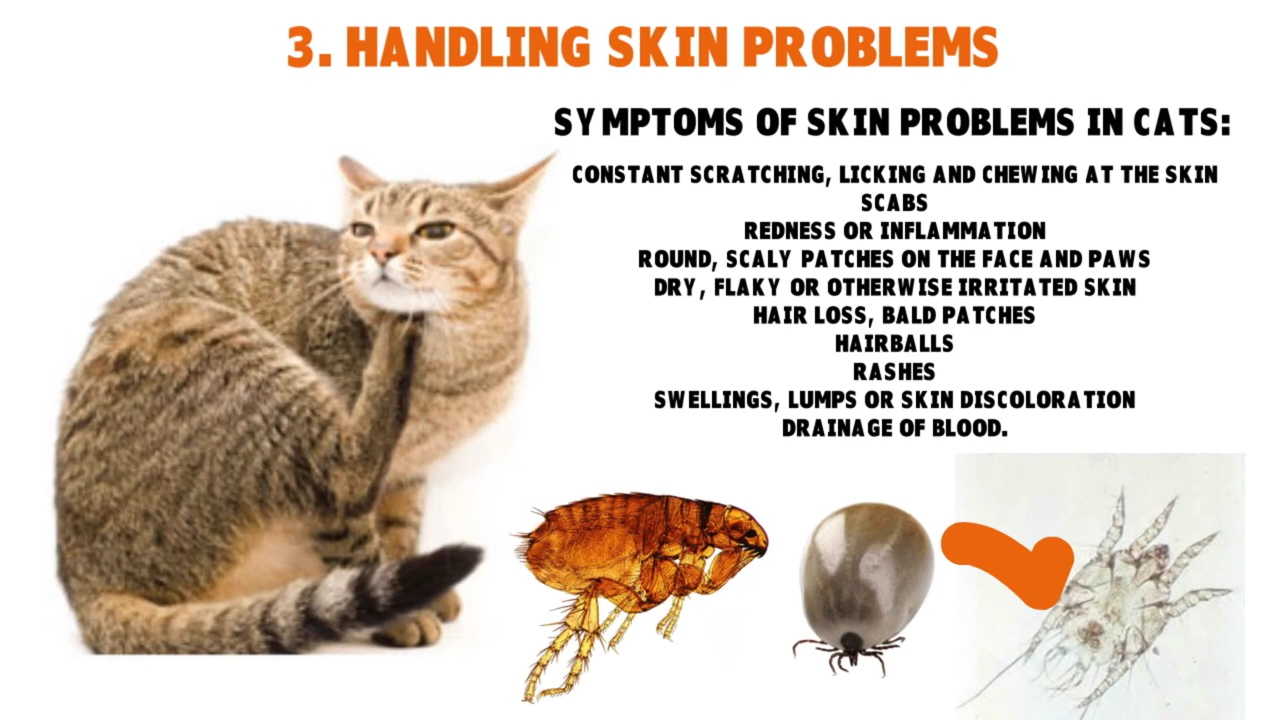 3. HANDLING SKIN PROBLEMS
SYMPTOMS OF SKIN PROBLEMS IN CATS:
CONSTANT SCRATCHING, LICKING AND CHEWING AT THE SKIN
SCABS
REDNESS OR INFLAMMATION
ROUND, SCALY PATCHES ON THE FACE AND PAWS
DRY, FLAKY OR OTHERWISE IRRITATED SKIN
HAIR LOSS, BALD PATCHES
HAIRBALLS
RASHES
SWELLINGS, LUMPS OR SKIN DISCOLORATION
DRAINAGE OF BLOOD.